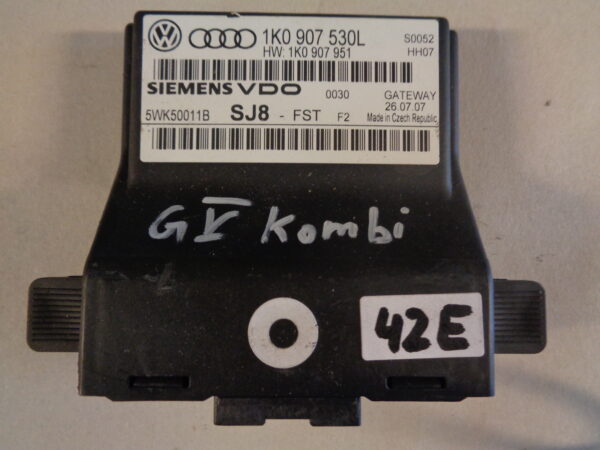 1K0 907 530L S0052
HW: 1K0 907 951 HH07
SIEMENS VDO 0030 GATEWAY
26.07.07
5WK50011B SJ8 - FST F2 Made in Czech Republic
G V Kombi
42E